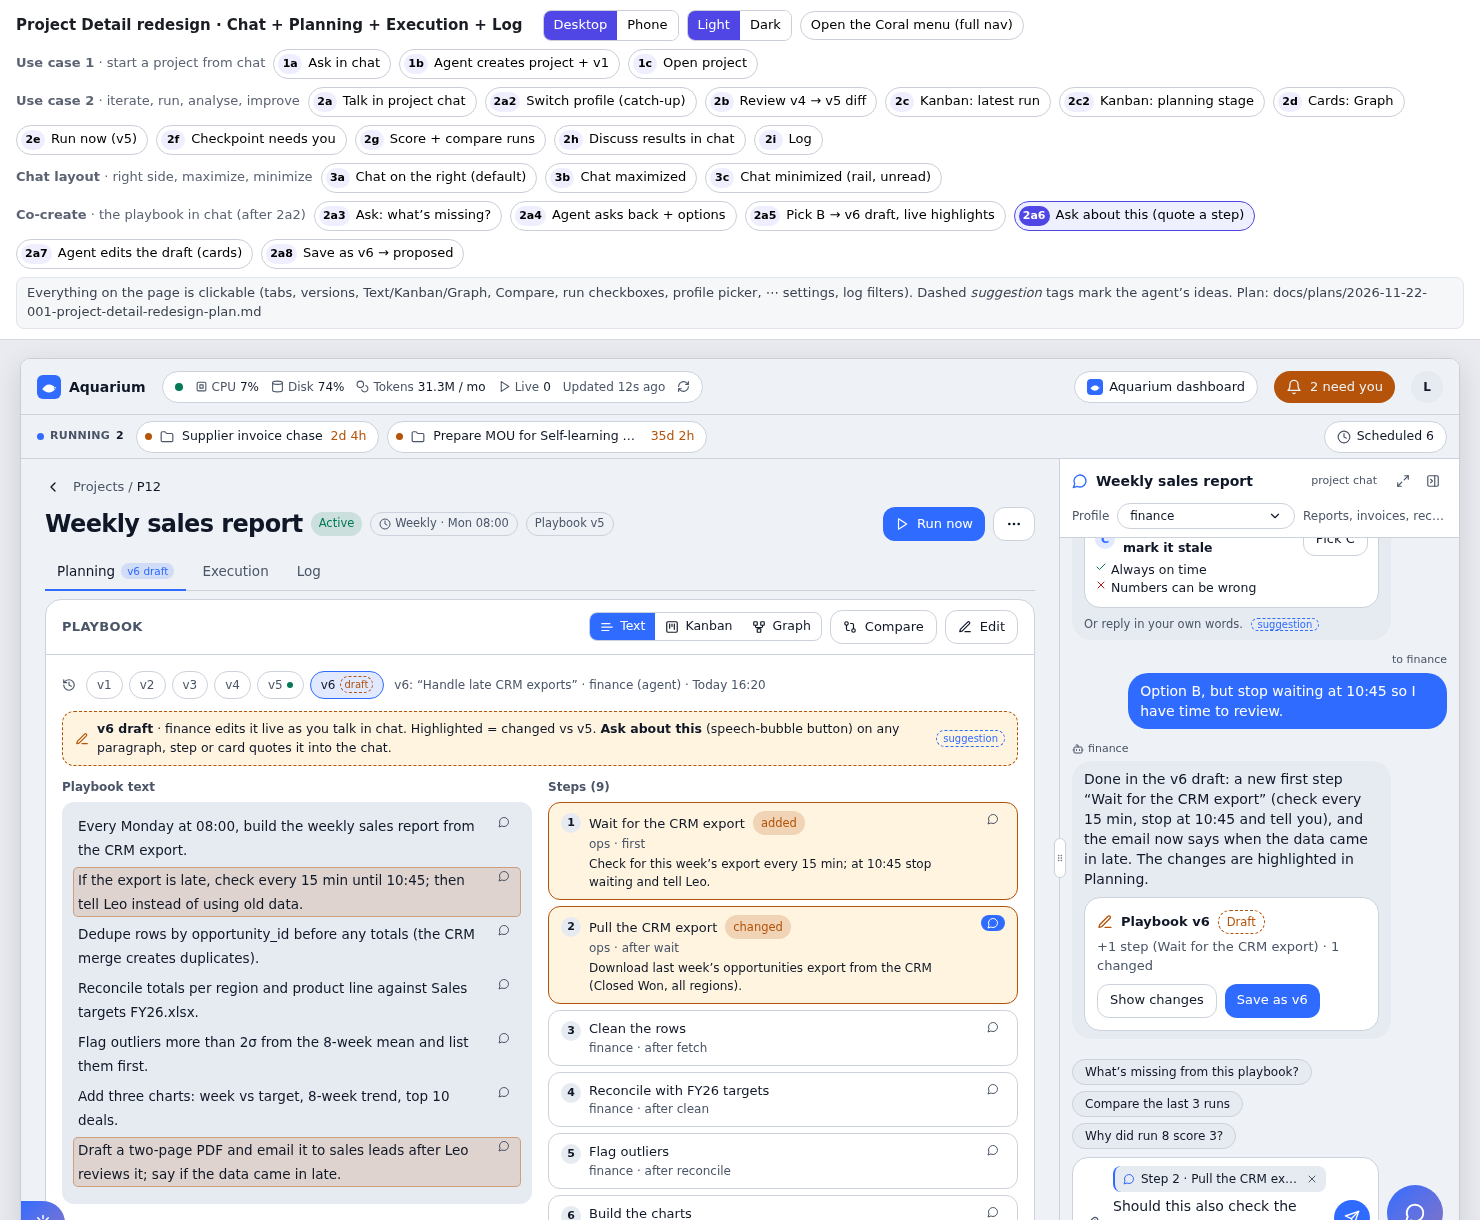 Project Detail redesign · Chat + Planning + Execution + Log
Desktop Phone Light Dark Open the Coral menu (full nav)
Use case 1 · start a project from chat 1a Ask in chat 1b Agent creates project + v1 1c Open project
Use case 2 · iterate, run, analyse, improve 2a Talk in project chat 2a2 Switch profile (catch-up) 2b Review v4 → v5 diff 2c Kanban: latest run 2c2 Kanban: planning stage 2d Cards: Graph
2e Run now (v5) 2f Checkpoint needs you 2g Score + compare runs 2h Discuss results in chat 2i Log
Chat layout · right side, maximize, minimize 3a Chat on the right (default) 3b Chat maximized 3c Chat minimized (rail, unread)
Co-create · the playbook in chat (after 2a2) 2a3 Ask: what’s missing? 2a4 Agent asks back + options 2a5 Pick B → v6 draft, live highlights 2a6 Ask about this (quote a step)
2a7 Agent edits the draft (cards) 2a8 Save as v6 → proposed
Everything on the page is clickable (tabs, versions, Text/Kanban/Graph, Compare, run checkboxes, profile picker, ··· settings, log filters). Dashed suggestion tags mark the agent’s ideas. Plan: docs/plans/2026-11-22-
001-project-detail-redesign-plan.md
Aquarium CPU 7% Disk 74% Tokens 31.3M / mo Live 0 Updated 12s ago Aquarium dashboard 2 need you L
RUNNING 2 Supplier invoice chase 2d 4h Prepare MOU for Self-learning ... 35d 2h Scheduled 6
Projects / P12
Weekly sales report Active Weekly · Mon 08:00 Playbook v5 Run now ···
Planning v6 draft Execution Log
PLAYBOOK Text Kanban Graph Compare Edit
v1 v2 v3 v4 v5 v6 draft v6: “Handle late CRM exports” · finance (agent) · Today 16:20
v6 draft · finance edits it live as you talk in chat. Highlighted = changed vs v5. Ask about this (speech-bubble button) on any
paragraph, step or card quotes it into the chat.
suggestion
Playbook text
Every Monday at 08:00, build the weekly sales report from
the CRM export.
If the export is late, check every 15 min until 10:45; then
tell Leo instead of using old data.
Dedupe rows by opportunity_id before any totals (the CRM
merge creates duplicates).
Reconcile totals per region and product line against Sales
targets FY26.xlsx.
Flag outliers more than 2σ from the 8-week mean and list
them first.
Add three charts: week vs target, 8-week trend, top 10
deals.
Draft a two-page PDF and email it to sales leads after Leo
reviews it; say if the data came in late.
Steps (9)
1 Wait for the CRM export added
ops · first
Check for this week’s export every 15 min; at 10:45 stop
waiting and tell Leo.
2 Pull the CRM export changed
ops · after wait
Download last week’s opportunities export from the CRM
(Closed Won, all regions).
3 Clean the rows
finance · after fetch
4 Reconcile with FY26 targets
finance · after clean
5 Flag outliers
finance · after reconcile
6 Build the charts
Weekly sales report project chat
Profile finance Reports, invoices, rec...
C mark it stale Pick C
Always on time
Numbers can be wrong
Or reply in your own words. suggestion
to finance
Option B, but stop waiting at 10:45 so I
have time to review.
finance
Done in the v6 draft: a new first step
“Wait for the CRM export” (check every
15 min, stop at 10:45 and tell you), and
the email now says when the data came
in late. The changes are highlighted in
Planning.
Playbook v6 Draft
+1 step (Wait for the CRM export) · 1
changed
Show changes Save as v6
What’s missing from this playbook?
Compare the last 3 runs
Why did run 8 score 3?
Step 2 · Pull the CRM ex...
Should this also check the